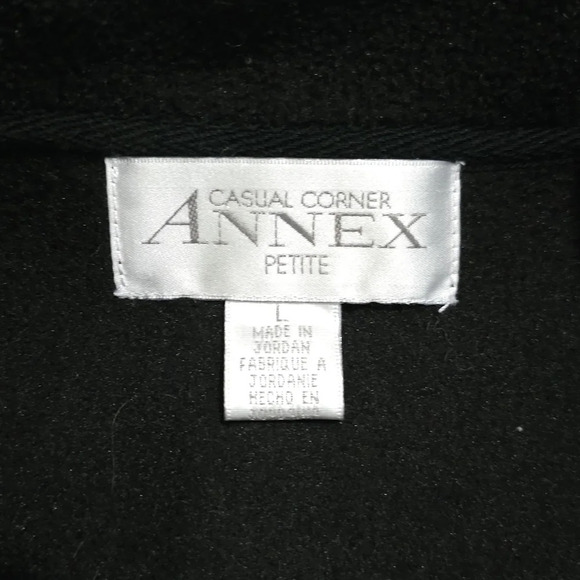 CASUAL CORNER
ANNEX
PETITE
L
MADE IN
JORDAN
FABRIQUE A
JORDANIE
HECHO EN